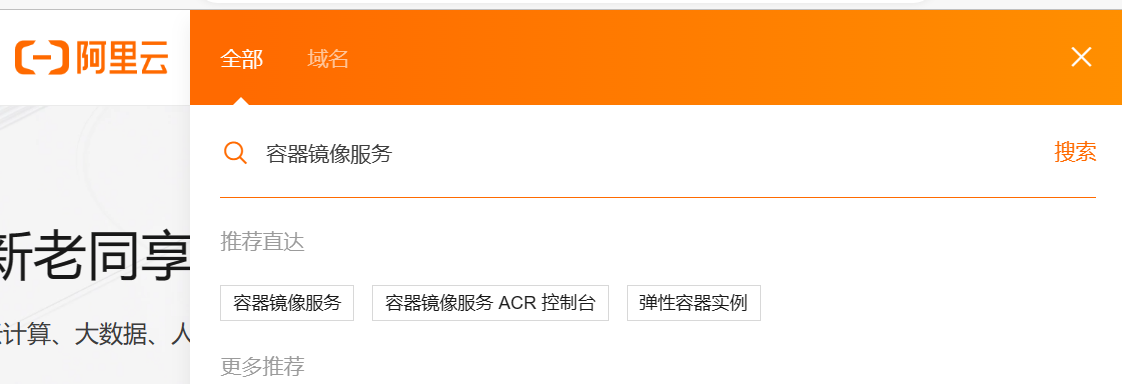 阿里云
全部 域名
容器镜像服务 搜索
推荐直达
容器镜像服务 容器镜像服务 ACR 控制台 弹性容器实例
新老同享
计算、大数据、人
更多推荐